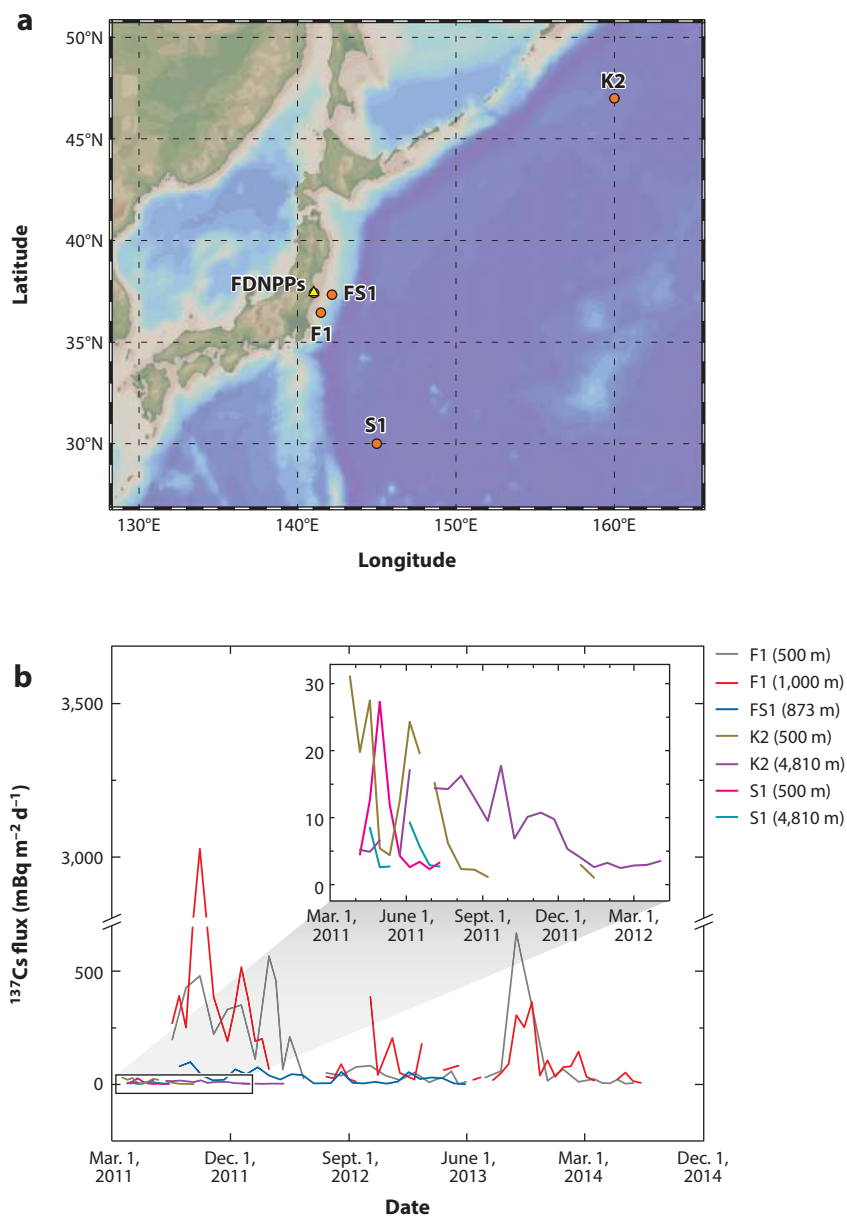 a
50°N
45°N
40°N
35°N
30°N
Latitude
K2
FDNPPs
FS1
F1
S1
130°E 140°E 150°E 160°E
Longitude
b
3,500
3,000
500
0
¹³⁷Cs flux (mBq m⁻² d⁻¹)
30
20
10
0
Mar. 1, 2011
June 1, 2011
Sept. 1, 2011
Dec. 1, 2011
Mar. 1, 2012
F1 (500 m)
F1 (1,000 m)
FS1 (873 m)
K2 (500 m)
K2 (4,810 m)
S1 (500 m)
S1 (4,810 m)
Mar. 1, 2011
Dec. 1, 2011
Sept. 1, 2012
June 1, 2013
Mar. 1, 2014
Dec. 1, 2014
Date